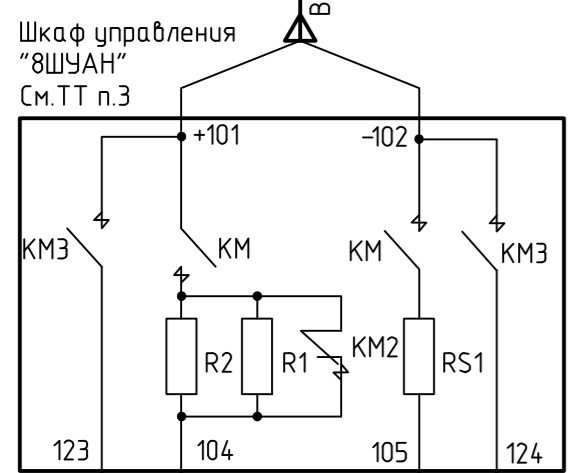 В
Шкаф управления
"8ШУАН"
См.ТТ п.3
+101
-102
КМ3
КМ
КМ
КМ3
R2
R1
КМ2
RS1
123
104
105
124